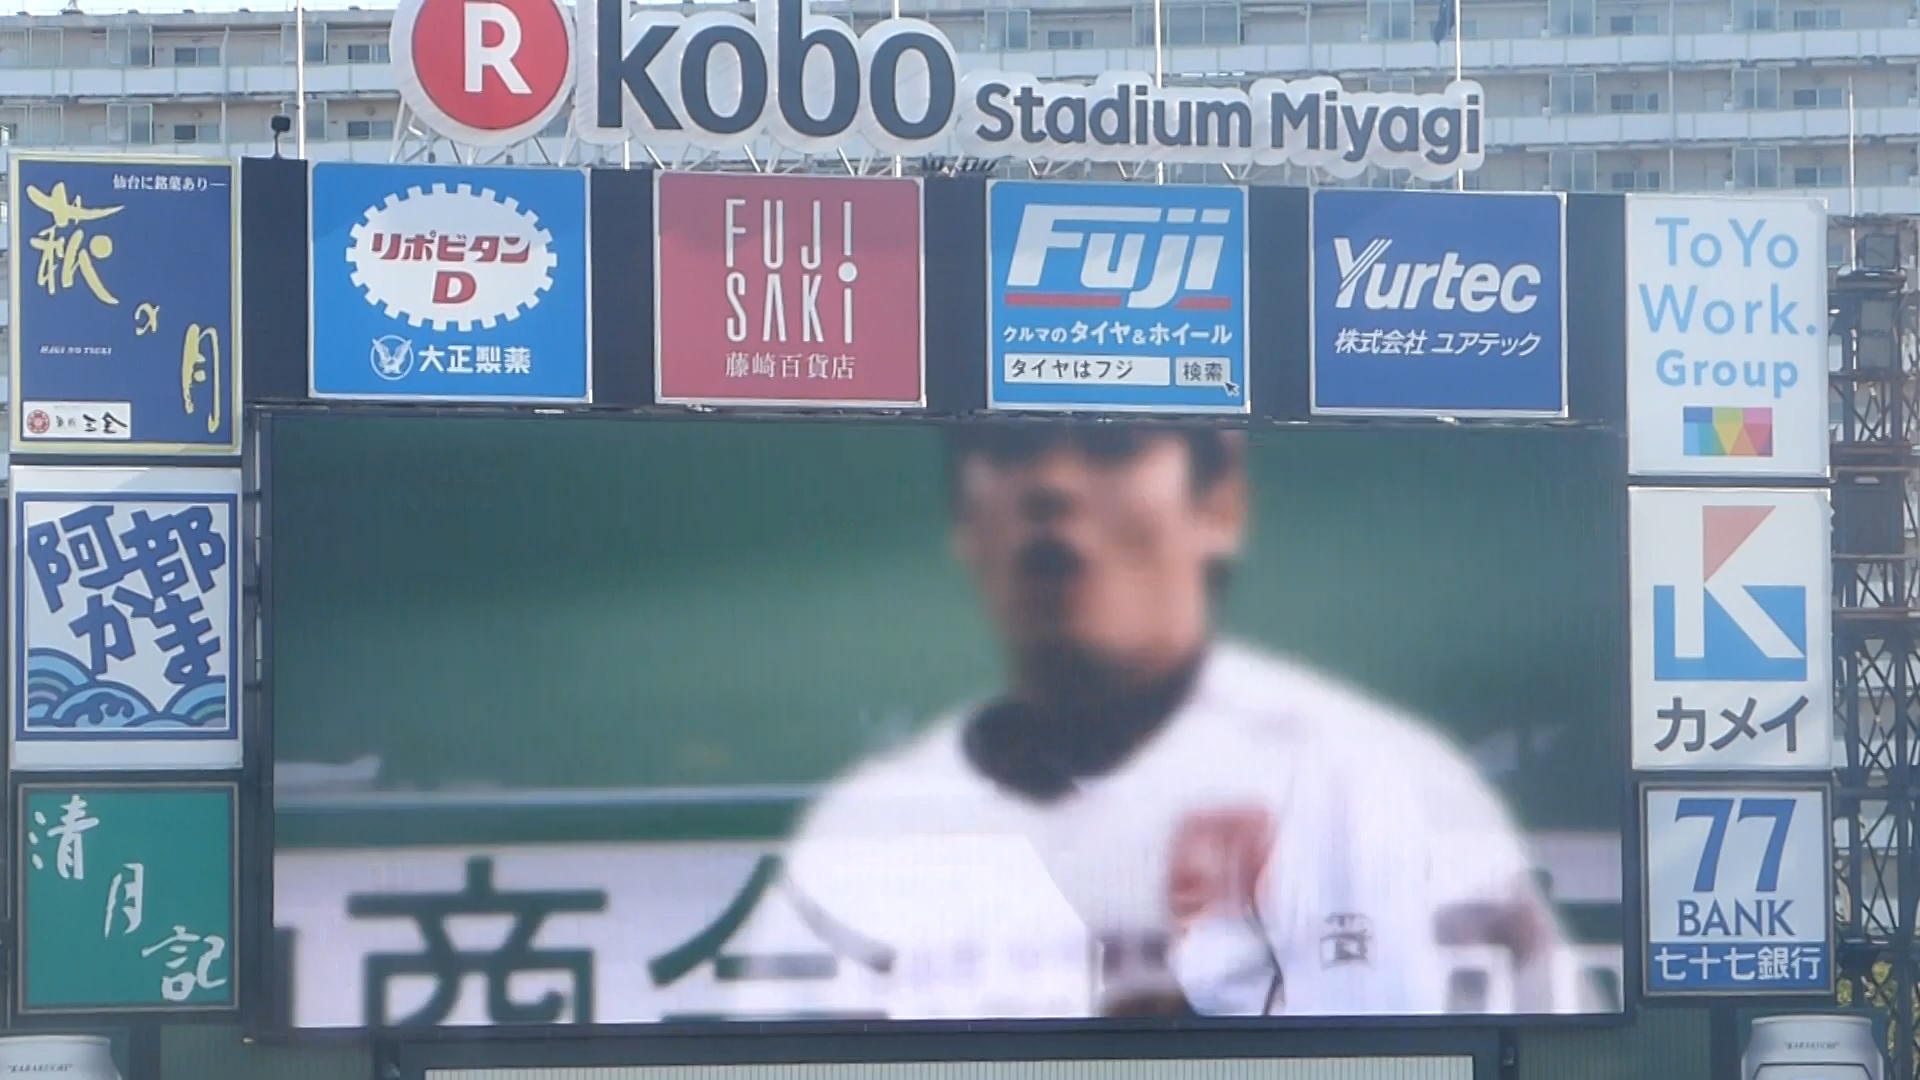 R kobo Stadium Miyagi
仙台に銘菓あり―
萩の月
HAGI NO TSUKI
リポビタン
D
大正製薬
FUJI
SAKI
藤崎百貨店
Fuji
クルマのタイヤ&ホイール
タイヤはフジ 検索
Yurtec
株式会社 ユアテック
ToYo
Work.
Group
阿部
かま
カメイ
清月記
77
BANK
七十七銀行
商会
"KARAKUCHI"
"KARAKUCHI"